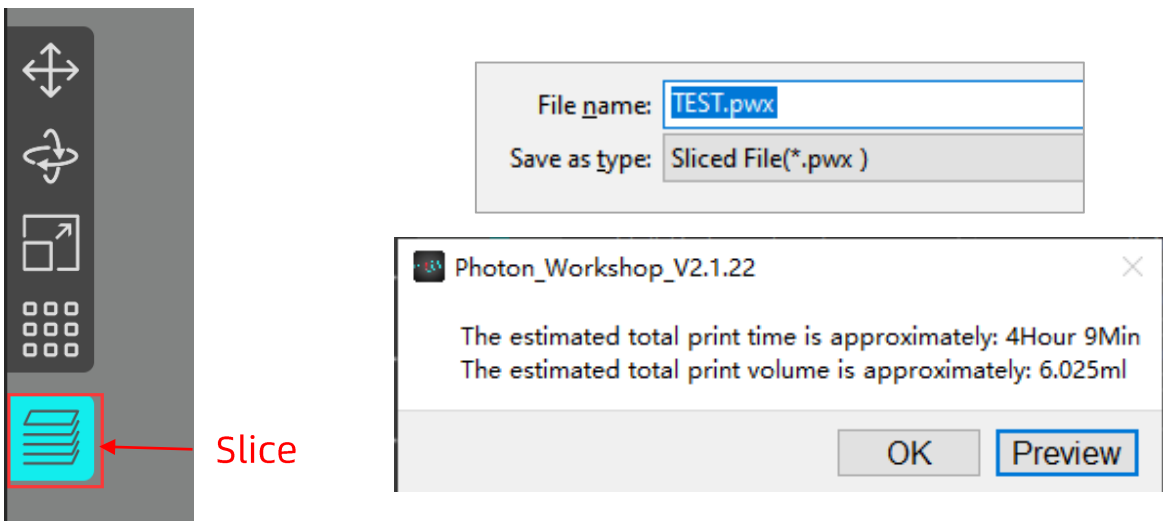 File name: TEST.pwx
Save as type: Sliced File(*.pwx )
Photon_Workshop_V2.1.22
The estimated total print time is approximately: 4Hour 9Min
The estimated total print volume is approximately: 6.025ml
Slice
OK Preview